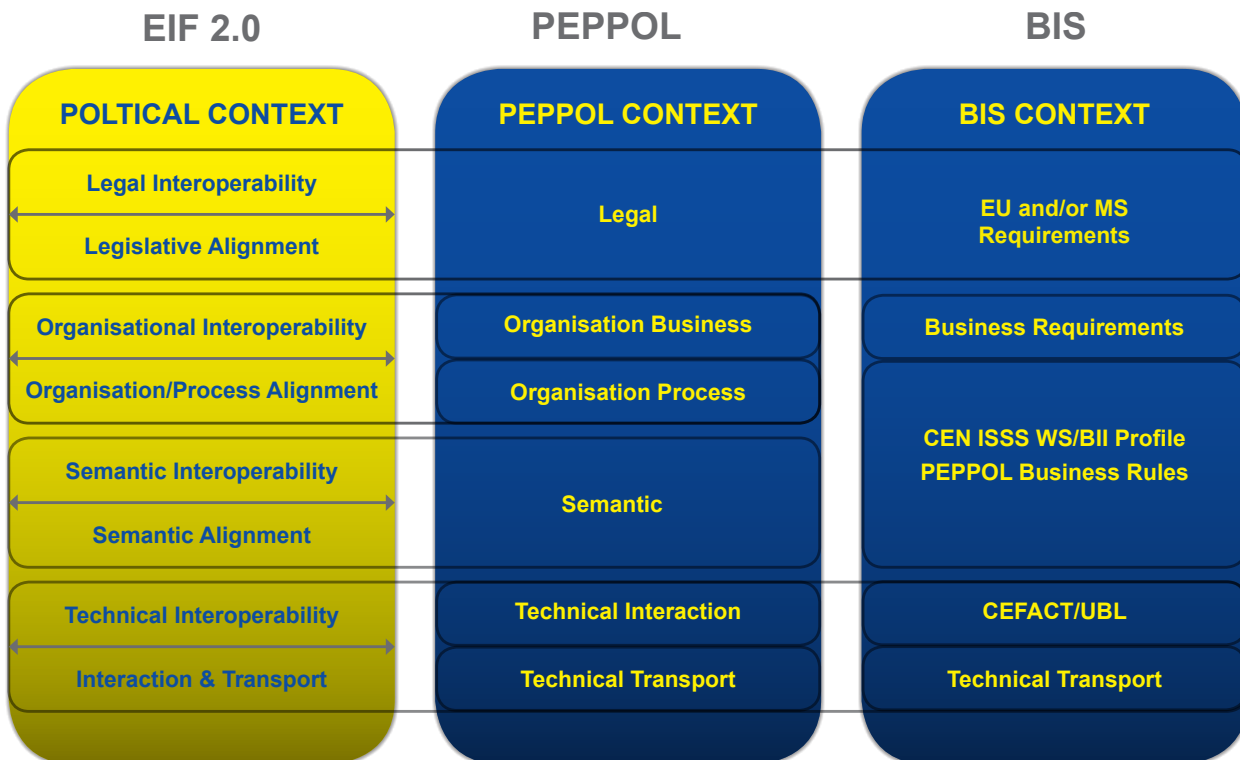 EIF 2.0
PEPPOL
BIS
POLTICAL CONTEXT
PEPPOL CONTEXT
BIS CONTEXT
Legal Interoperability
Legislative Alignment
Legal
EU and/or MS
Requirements
Organisational Interoperability
Organisation/Process Alignment
Organisation Business
Organisation Process
Business Requirements
CEN ISSS WS/BII Profile
PEPPOL Business Rules
Semantic Interoperability
Semantic Alignment
Semantic
Technical Interoperability
Interaction & Transport
Technical Interaction
Technical Transport
CEFACT/UBL
Technical Transport